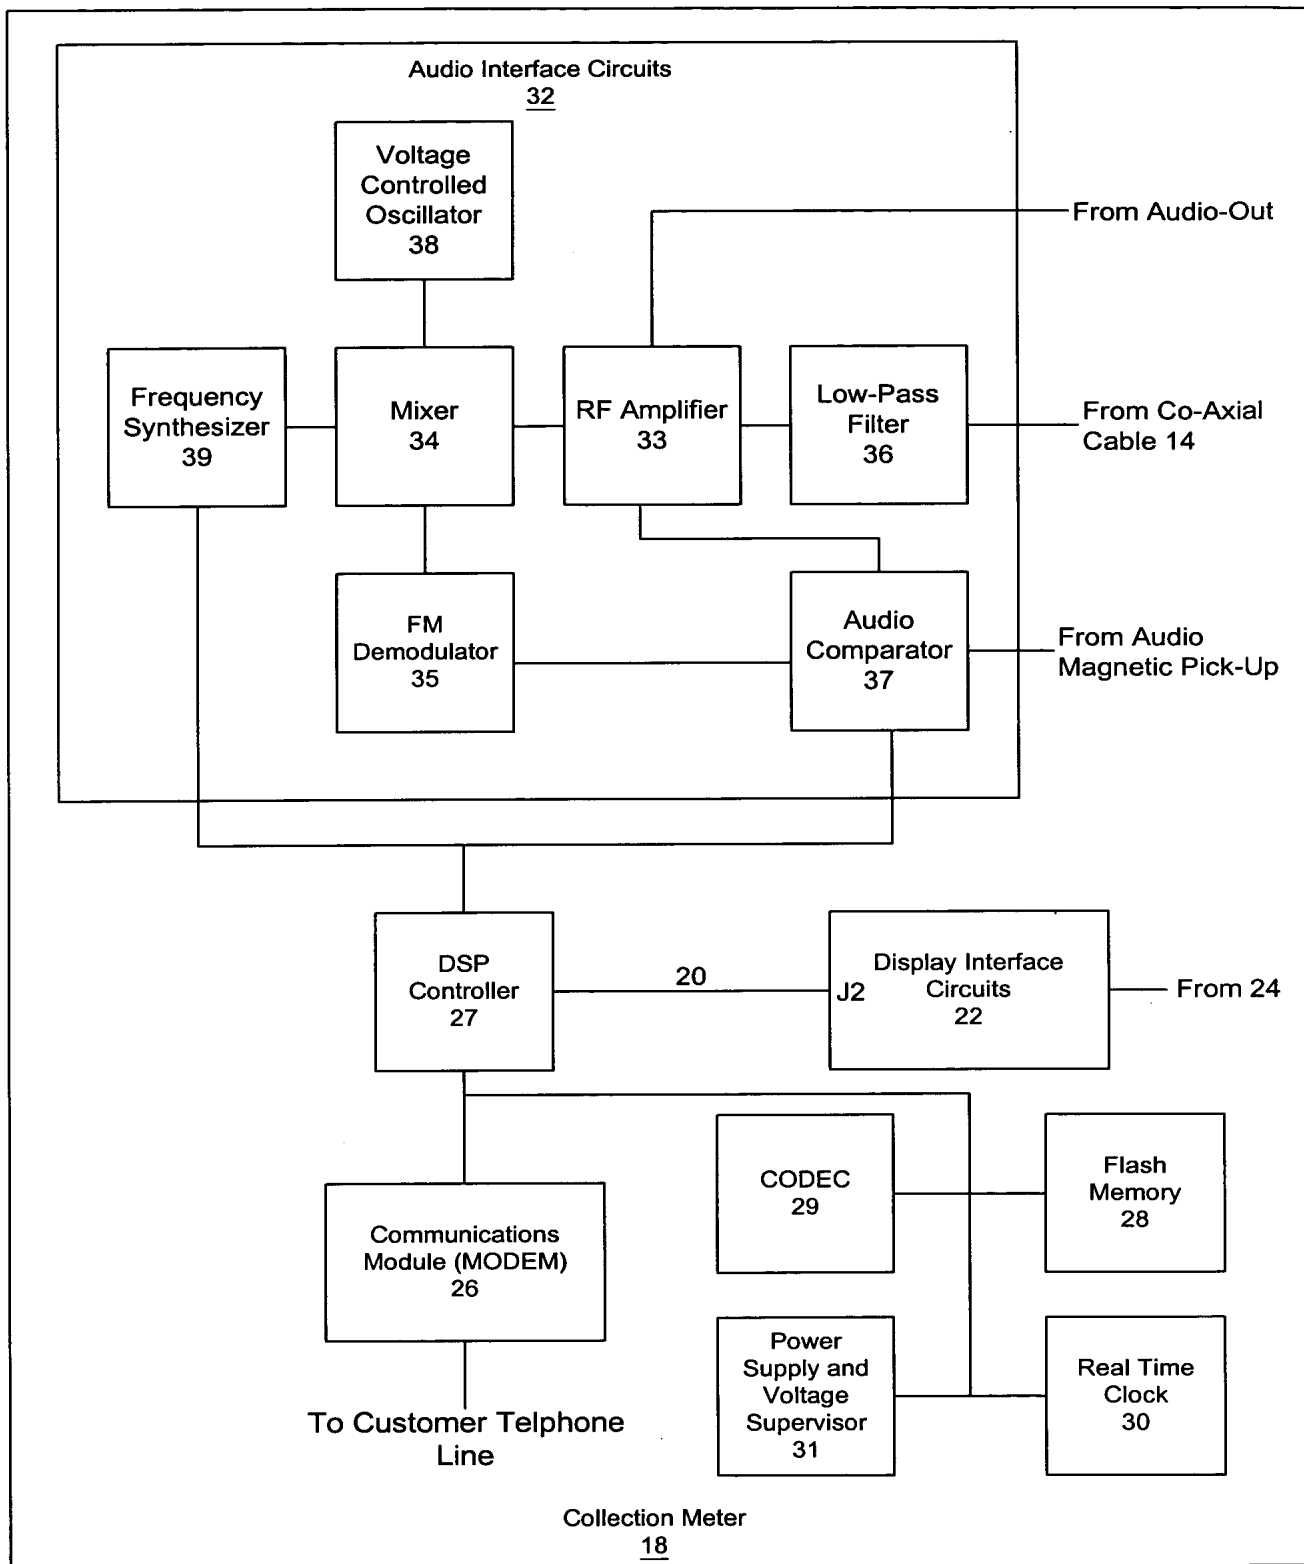 Audio Interface Circuits
32
Voltage
Controlled
Oscillator
38
From Audio-Out
Frequency
Synthesizer
39
Mixer
34
RF Amplifier
33
Low-Pass
Filter
36
From Co-Axial
Cable 14
FM
Demodulator
35
Audio
Comparator
37
From Audio
Magnetic Pick-Up
DSP
Controller
27
20
J2
Display Interface
Circuits
22
From 24
CODEC
29
Flash
Memory
28
Communications
Module (MODEM)
26
Power
Supply and
Voltage
Supervisor
31
Real Time
Clock
30
To Customer Telphone
Line
Collection Meter
18